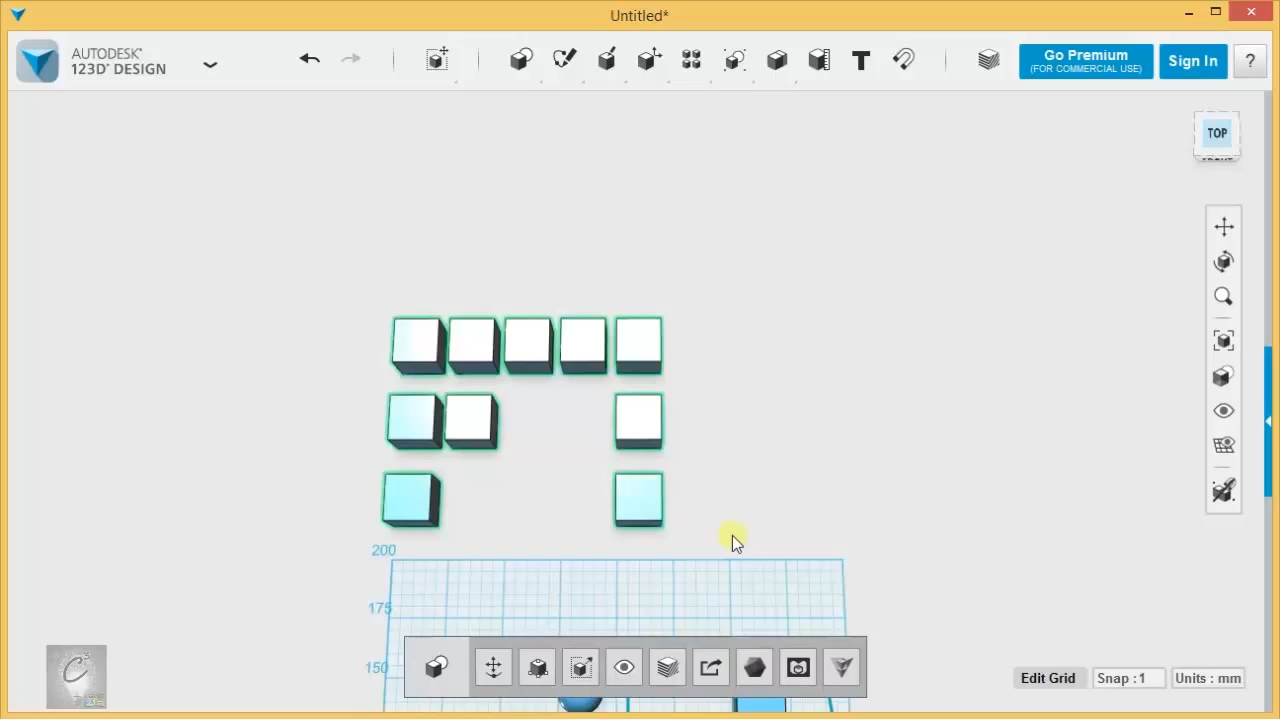 Untitled*
AUTODESK®
123D® DESIGN
T
Go Premium
(FOR COMMERCIAL USE)
Sign In
?
TOP
200
175
150
Edit Grid
Snap : 1
Units : mm